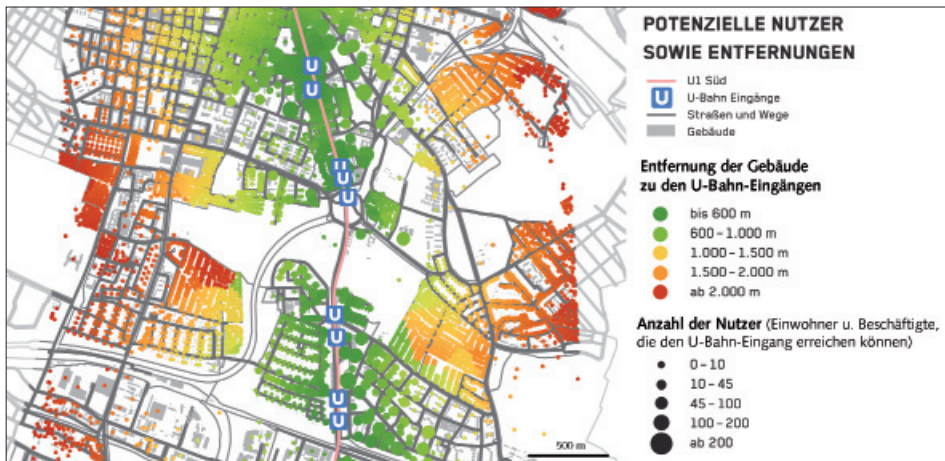 POTENZIELLE NUTZER
SOWIE ENTFERNUNGEN
U1 Süd
U
U-Bahn Eingänge
Straßen und Wege
Gebäude
Entfernung der Gebäude
zu den U-Bahn-Eingängen
bis 600 m
600 – 1.000 m
1.000 – 1.500 m
1.500 – 2.000 m
ab 2.000 m
Anzahl der Nutzer (Einwohner u. Beschäftigte,
die den U-Bahn-Eingang erreichen können)
0 – 10
10 – 45
45 – 100
100 – 200
ab 200
U
U
U
U
U
U
U
U
U
500 m